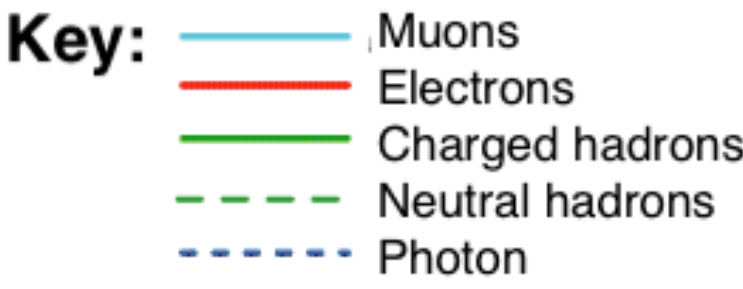 Key: Muons
Electrons
Charged hadrons
Neutral hadrons
Photon